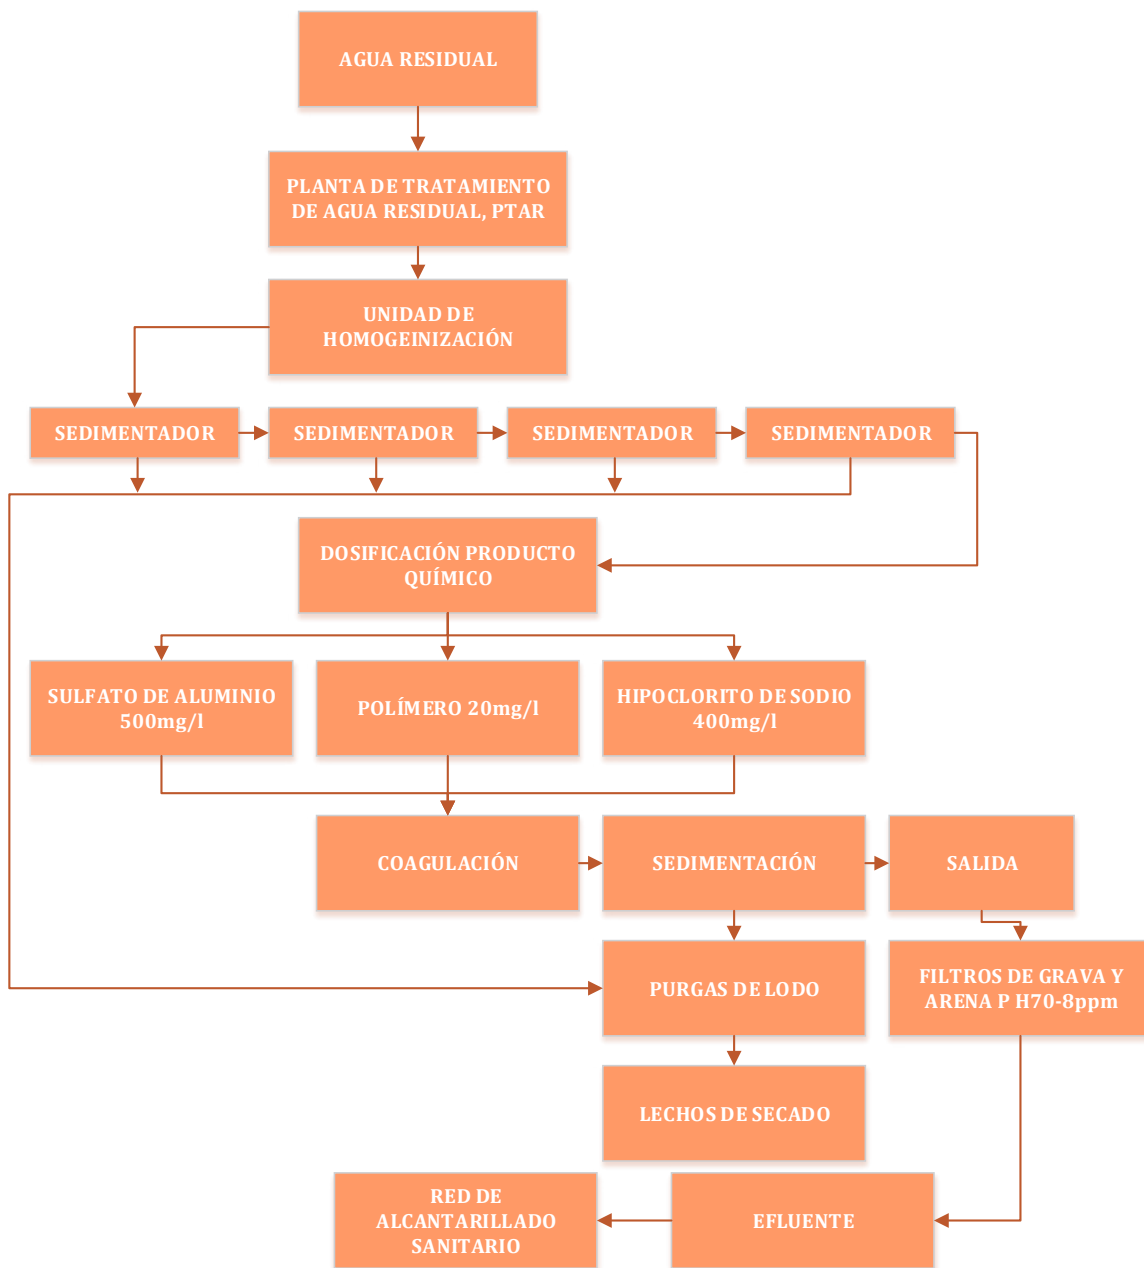 AGUA RESIDUAL
PLANTA DE TRATAMIENTO
DE AGUA RESIDUAL, PTAR
UNIDAD DE
HOMOGEINIZACIÓN
SEDIMENTADOR
SEDIMENTADOR
SEDIMENTADOR
SEDIMENTADOR
DOSIFICACIÓN PRODUCTO
QUÍMICO
SULFATO DE ALUMINIO
500mg/l
POLÍMERO 20mg/l
HIPOCLORITO DE SODIO
400mg/l
COAGULACIÓN
SEDIMENTACIÓN
SALIDA
PURGAS DE LODO
FILTROS DE GRAVA Y
ARENA P H70-8ppm
LECHOS DE SECADO
RED DE
ALCANTARILLADO
SANITARIO
EFLUENTE